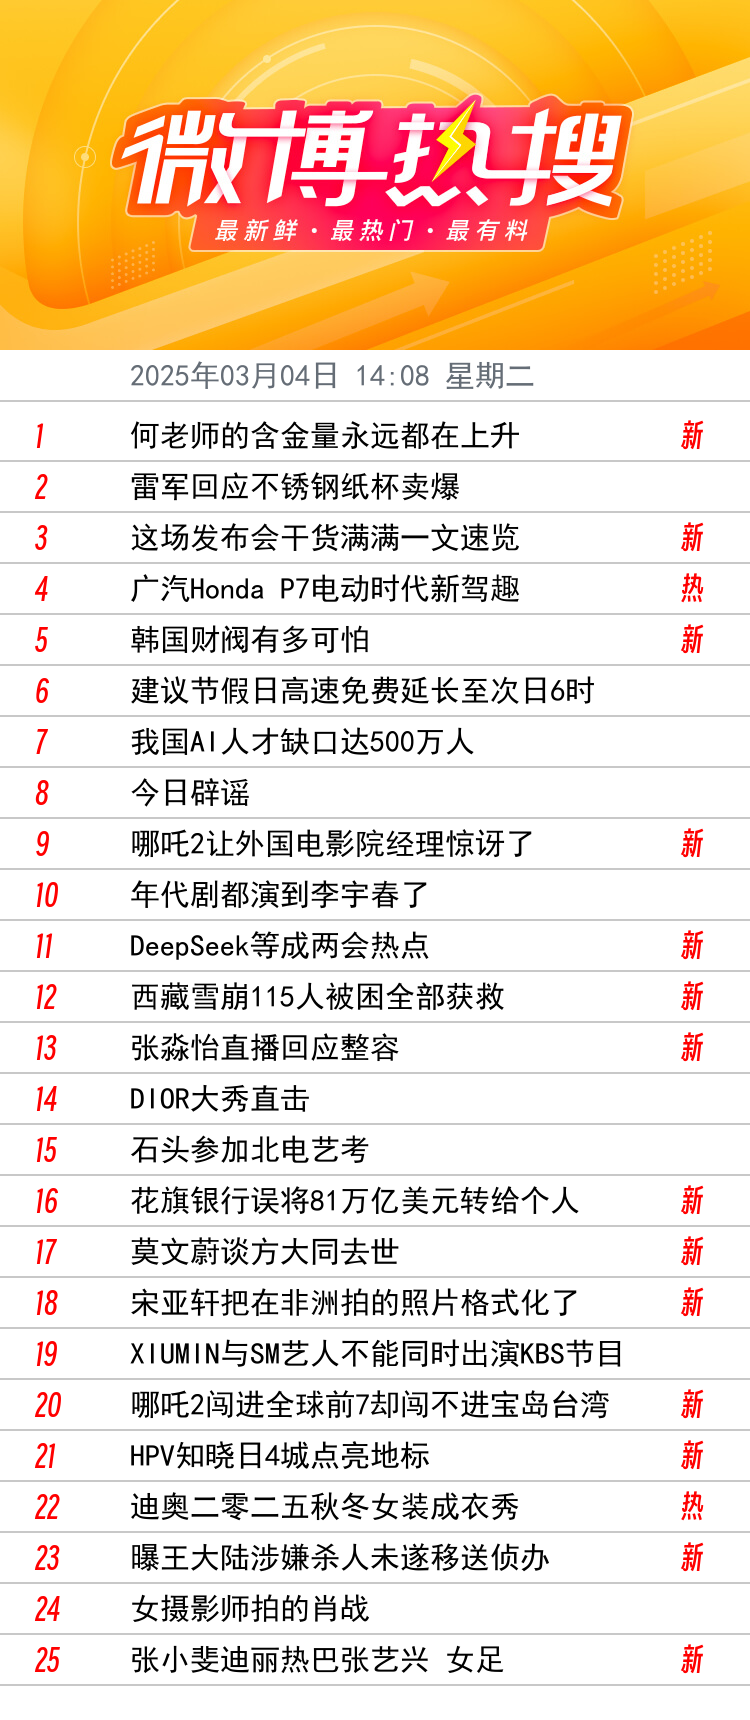 微博热搜
最新鲜·最热门·最有料
2025年03月04日 14:08 星期二
1 何老师的含金量永远都在上升 新
2 雷军回应不锈钢纸杯卖爆
3 这场发布会干货满满一文速览 新
4 广汽Honda P7电动时代新驾趣 热
5 韩国财阀有多可怕 新
6 建议节假日高速免费延长至次日6时
7 我国AI人才缺口达500万人
8 今日辟谣
9 哪吒2让外国电影院经理惊讶了 新
10 年代剧都演到李宇春了
11 DeepSeek等成两会热点 新
12 西藏雪崩115人被困全部获救 新
13 张淼怡直播回应整容 新
14 DIOR大秀直击
15 石头参加北电艺考
16 花旗银行误将81万亿美元转给个人 新
17 莫文蔚谈方大同去世 新
18 宋亚轩把在非洲拍的照片格式化了 新
19 XIUMIN与SM艺人不能同时出演KBS节目
20 哪吒2闯进全球前7却闯不进宝岛台湾 新
21 HPV知晓日4城点亮地标 新
22 迪奥二零二五秋冬女装成衣秀 热
23 曝王大陆涉嫌杀人未遂移送侦办 新
24 女摄影师拍的肖战
25 张小斐迪丽热巴张艺兴 女足 新